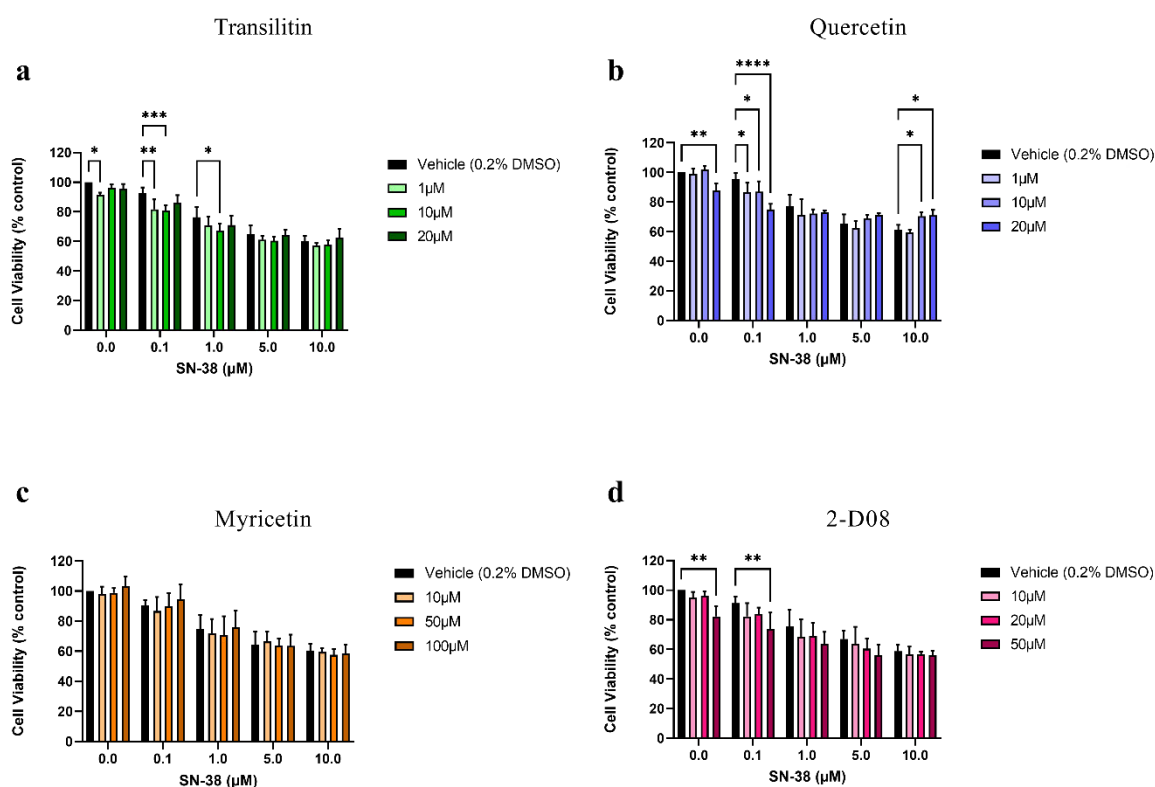 Transilitin
a
***
*
**
*
Cell Viability (% control)
120
100
80
60
40
20
0
0.0 0.1 1.0 5.0 10.0
SN-38 (µM)
Vehicle (0.2% DMSO)
1µM
10µM
20µM
Quercetin
b
****
*
*
**
*
*
Cell Viability (% control)
120
100
80
60
40
20
0
0.0 0.1 1.0 5.0 10.0
SN-38 (µM)
Vehicle (0.2% DMSO)
1µM
10µM
20µM
c
Myricetin
Cell Viability (% control)
120
100
80
60
40
20
0
0.0 0.1 1.0 5.0 10.0
SN-38 (µM)
Vehicle (0.2% DMSO)
10µM
50µM
100µM
d
2-D08
** **
Cell Viability (% control)
120
100
80
60
40
20
0
0.0 0.1 1.0 5.0 10.0
SN-38 (µM)
Vehicle (0.2% DMSO)
10µM
20µM
50µM